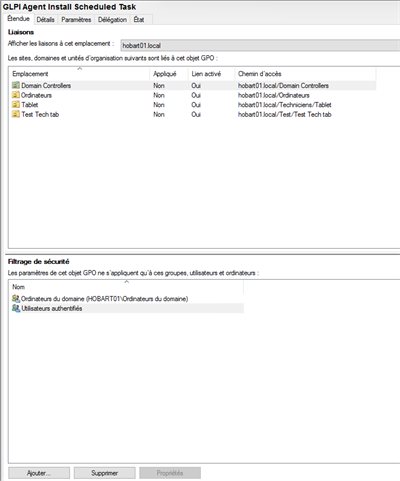 GLPI Agent Install Scheduled Task
Étendue Détails Paramètres Délégation État
Liaisons
Afficher les liaisons à cet emplacement : hobart01.local
Les sites, domaines et unités d'organisation suivants sont liés à cet objet GPO :
Emplacement Appliqué Lien activé Chemin d'accès
Domain Controllers Non Oui hobart01.local/Domain Controllers
Ordinateurs Non Oui hobart01.local/Ordinateurs
Tablet Non Oui hobart01.local/Techniciens/Tablet
Test Tech tab Non Oui hobart01.local/Test/Test Tech tab
Filtrage de sécurité
Les paramètres de cet objet GPO ne s'appliquent qu'à ces groupes, utilisateurs et ordinateurs :
Nom
Ordinateurs du domaine (HOBART01\Ordinateurs du domaine)
Utilisateurs authentifiés
Ajouter... Supprimer Propriétés